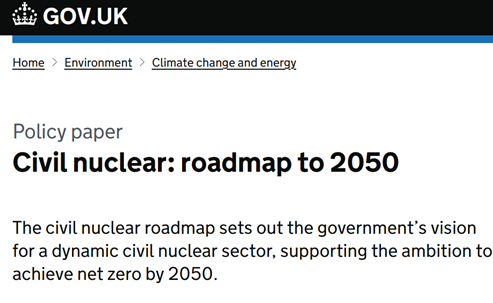 GOV.UK
Home > Environment > Climate change and energy
Policy paper
Civil nuclear: roadmap to 2050
The civil nuclear roadmap sets out the government’s vision
for a dynamic civil nuclear sector, supporting the ambition to
achieve net zero by 2050.